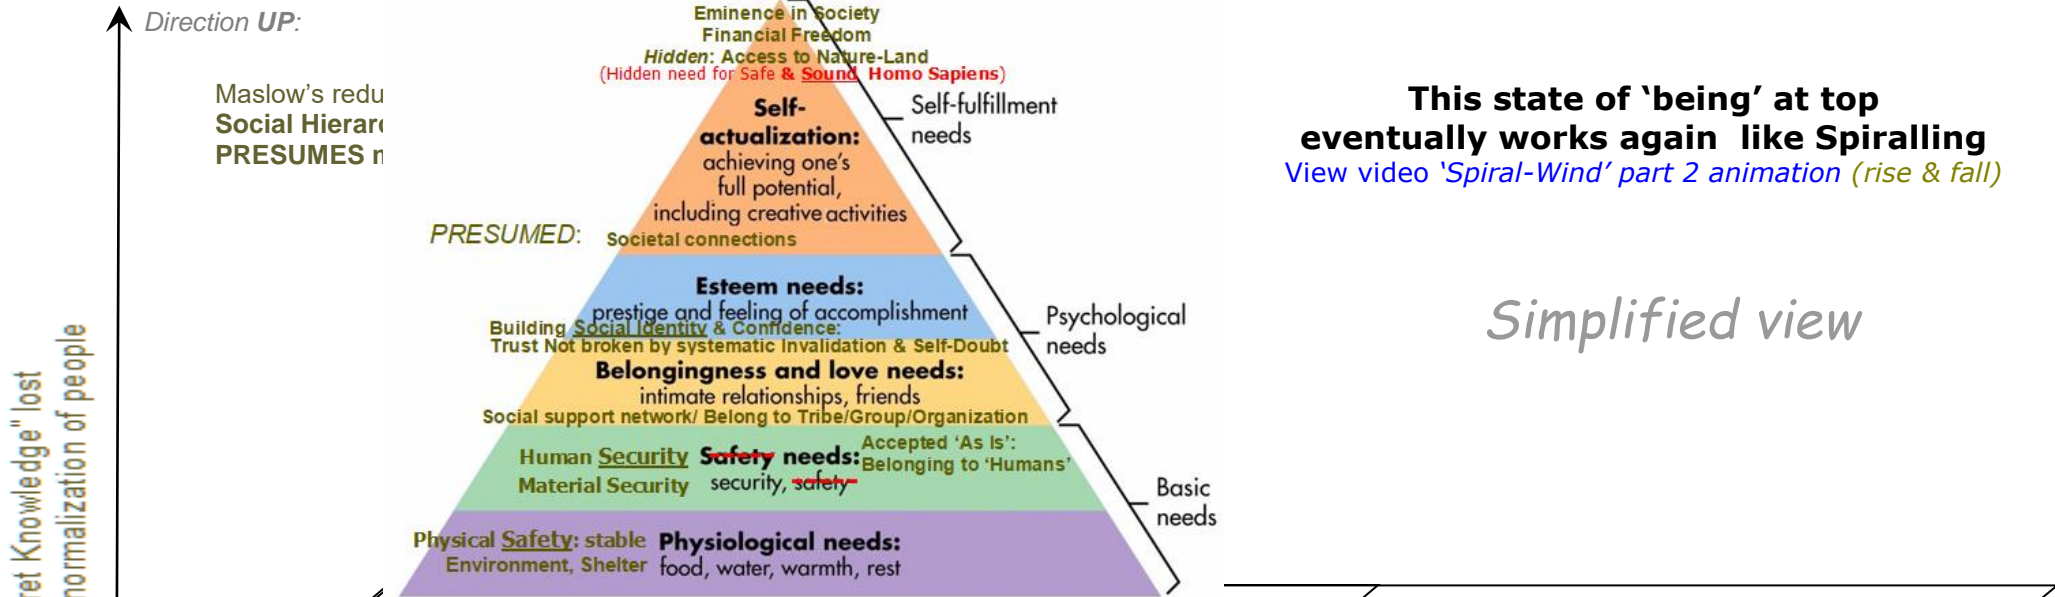 Direction UP:
Maslow's redu
Social Hierar
PRESUMES
Eminence in Society
Financial Freedom
Hidden: Access to Nature-Land
(Hidden need for Safe & Sound Homo Sapiens)
Self-
actualization:
achieving one's
full potential,
including creative activities
PRESUMED: Societal connections
Self-fulfillment
needs
Esteem needs:
prestige and feeling of accomplishment
Building Social Identity & Confidence:
Trust Not broken by systematic Invalidation & Self-Doubt
Psychological
needs
Belongingness and love needs:
intimate relationships, friends
Social support network/ Belong to Tribe/Group/Organization
Human Security Safety needs: Accepted 'As Is':
Material Security security, safety Belonging to 'Humans'
Basic
needs
Physical Safety: stable Physiological needs:
Environment, Shelter food, water, warmth, rest
This state of 'being' at top
eventually works again like Spiralling
View video 'Spiral-Wind' part 2 animation (rise & fall)
Simplified view
ret Knowledge" lost
normalization of people